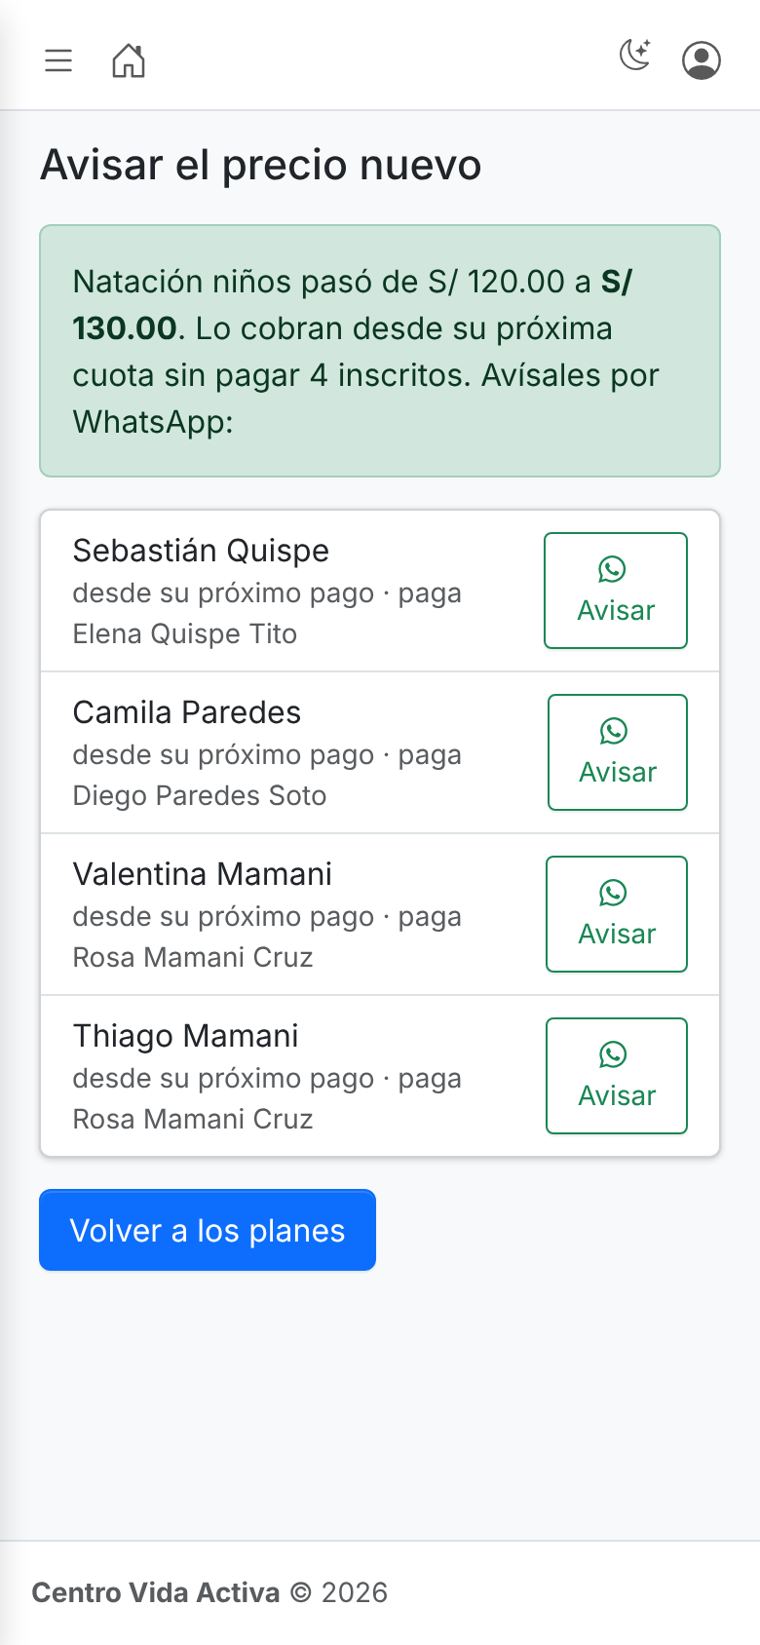 Avisar el precio nuevo
Natación niños pasó de S/ 120.00 a S/
130.00. Lo cobran desde su próxima
cuota sin pagar 4 inscritos. Avísales por
WhatsApp:
Sebastián Quispe
desde su próximo pago · paga
Elena Quispe Tito
Avisar
Camila Paredes
desde su próximo pago · paga
Diego Paredes Soto
Avisar
Valentina Mamani
desde su próximo pago · paga
Rosa Mamani Cruz
Avisar
Thiago Mamani
desde su próximo pago · paga
Rosa Mamani Cruz
Avisar
Volver a los planes
Centro Vida Activa © 2026